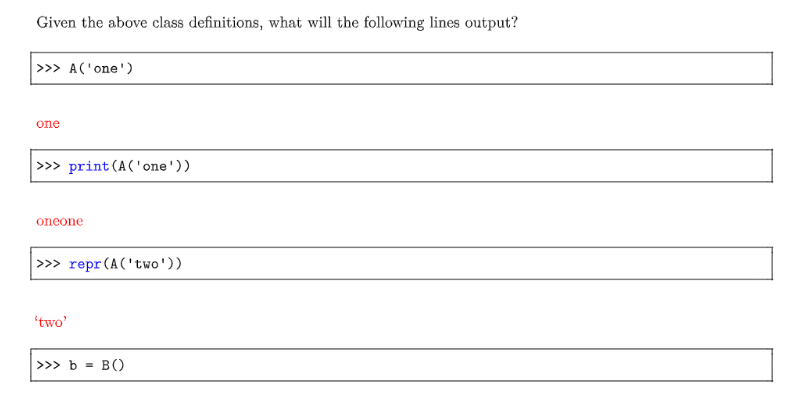 Given the above class definitions, what will the following lines output?
>>> A('one')
one
>>> print(A('one'))
oneone
>>> repr(A('two'))
‘two’
>>> b = B()